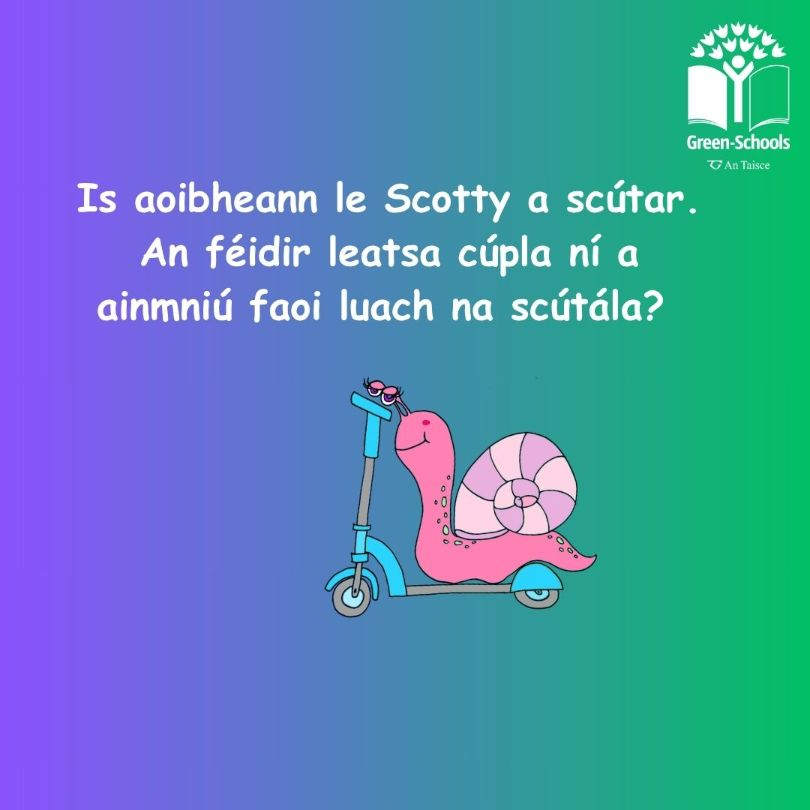 Green-Schools
An Taisce
Is aoibheann le Scotty a scútar.
An féidir leatsa cúpla ní a
ainmniú faoi luach na scútála?